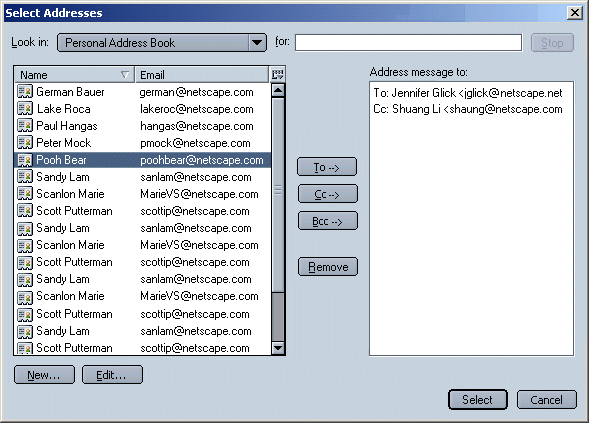 Select Addresses
Look in: Personal Address Book for: Stop
Name Email
German Bauer german@netscape.com
Lake Roca lakeroc@netscape.com
Paul Hangas hangas@netscape.com
Peter Mock pmock@netscape.com
Pooh Bear poohbear@netscape.com
Sandy Lam sanlam@netscape.com
Scanlon Marie MarieVS@netscape.com
Scott Putterman scottip@netscape.com
Sandy Lam sanlam@netscape.com
Scanlon Marie MarieVS@netscape.com
Scott Putterman scottip@netscape.com
Sandy Lam sanlam@netscape.com
Scanlon Marie MarieVS@netscape.com
Scott Putterman scottip@netscape.com
Sandy Lam sanlam@netscape.com
Scott Putterman scottip@netscape.com
New... Edit...
To -->
Cc -->
Bcc -->
Remove
Address message to:
To: Jennifer Glick <jglick@netscape.net
Cc: Shuang Li <shaung@netscape.com
Select Cancel